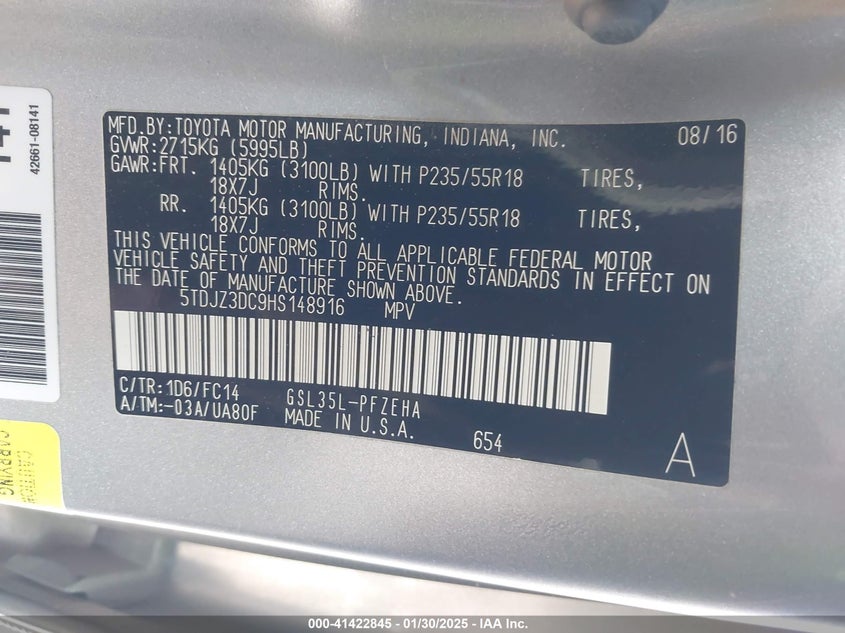 MFD.BY:TOYOTA MOTOR MANUFACTURING, INDIANA, INC. 08/16
GVWR:2715KG (5995LB)
GAWR:FRT. 1405KG (3100LB) WITH P235/55R18 TIRES,
18X7J RIMS.
RR. 1405KG (3100LB) WITH P235/55R18 TIRES,
18X7J RIMS.
THIS VEHICLE CONFORMS TO ALL APPLICABLE FEDERAL MOTOR
VEHICLE SAFETY AND THEFT PREVENTION STANDARDS IN EFFECT ON
THE DATE OF MANUFACTURE SHOWN ABOVE.
5TDJZ3DC9HS148916 MPV
C/TR:1D6/FC14 GSL35L-PFZEHA
A/TM:-03A/UA80F MADE IN U.S.A. 654
A
42661-08141
CARRYING
000-41422845 / 01/30/2025 - IAA Inc.